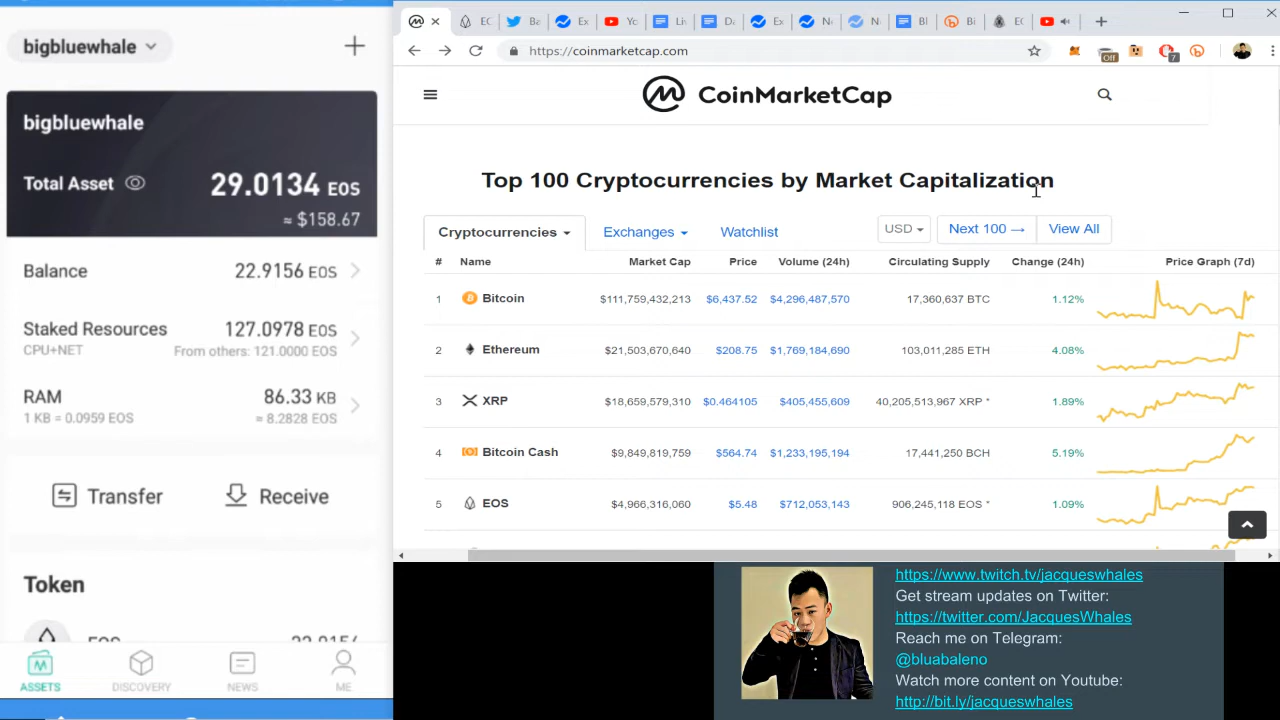 bigbluewhale
bigbluewhale
Total Asset 29.0134 EOS
≈ $158.67
Balance 22.9156 EOS
Staked Resources 127.0978 EOS
CPU+NET From others: 121.0000 EOS
RAM 86.33 KB
1 KB = 0.0959 EOS ≈ 8.2828 EOS
Transfer Receive
Token
ASSETS DISCOVERY NEWS ME
https://coinmarketcap.com
Off 7
CoinMarketCap
Top 100 Cryptocurrencies by Market Capitalization
Cryptocurrencies Exchanges Watchlist USD Next 100 → View All
# Name Market Cap Price Volume (24h) Circulating Supply Change (24h) Price Graph (7d)
1 Bitcoin $111,759,432,213 $6,437.52 $4,296,487,570 17,360,637 BTC 1.12%
2 Ethereum $21,503,670,640 $208.75 $1,769,184,690 103,011,285 ETH 4.08%
3 XRP $18,659,579,310 $0.464105 $405,455,609 40,205,513,967 XRP * 1.89%
4 Bitcoin Cash $9,849,819,759 $564.74 $1,233,195,194 17,441,250 BCH 5.19%
5 EOS $4,966,316,060 $5.48 $712,053,143 906,245,118 EOS * 1.09%
https://www.twitch.tv/jacqueswhales
Get stream updates on Twitter:
https://twitter.com/JacquesWhales
Reach me on Telegram:
@bluabaleno
Watch more content on Youtube:
http://bit.ly/jacqueswhales